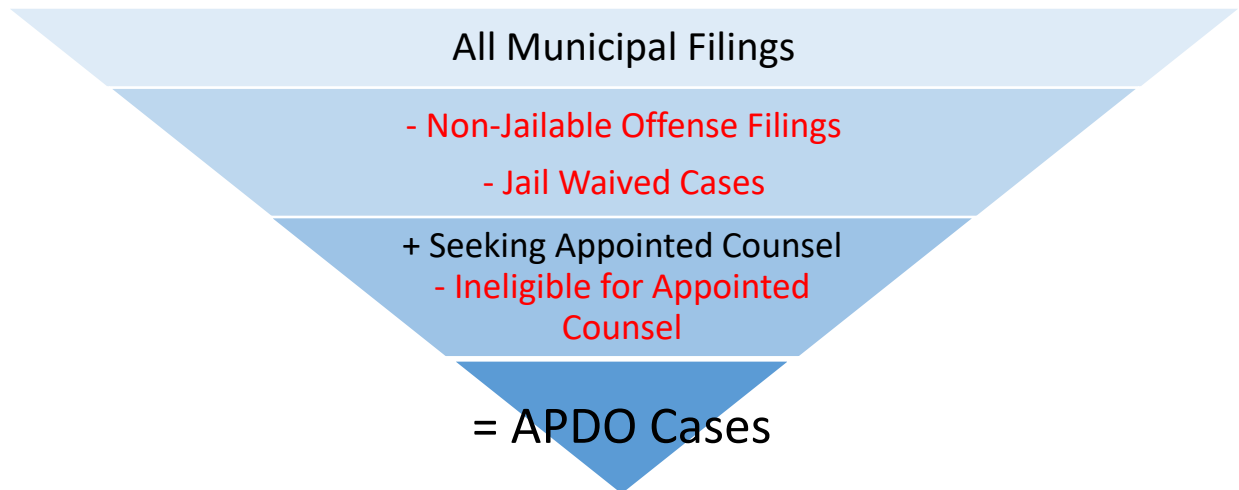 All Municipal Filings
- Non-Jailable Offense Filings
- Jail Waived Cases
+ Seeking Appointed Counsel
- Ineligible for Appointed
Counsel
= APDO Cases